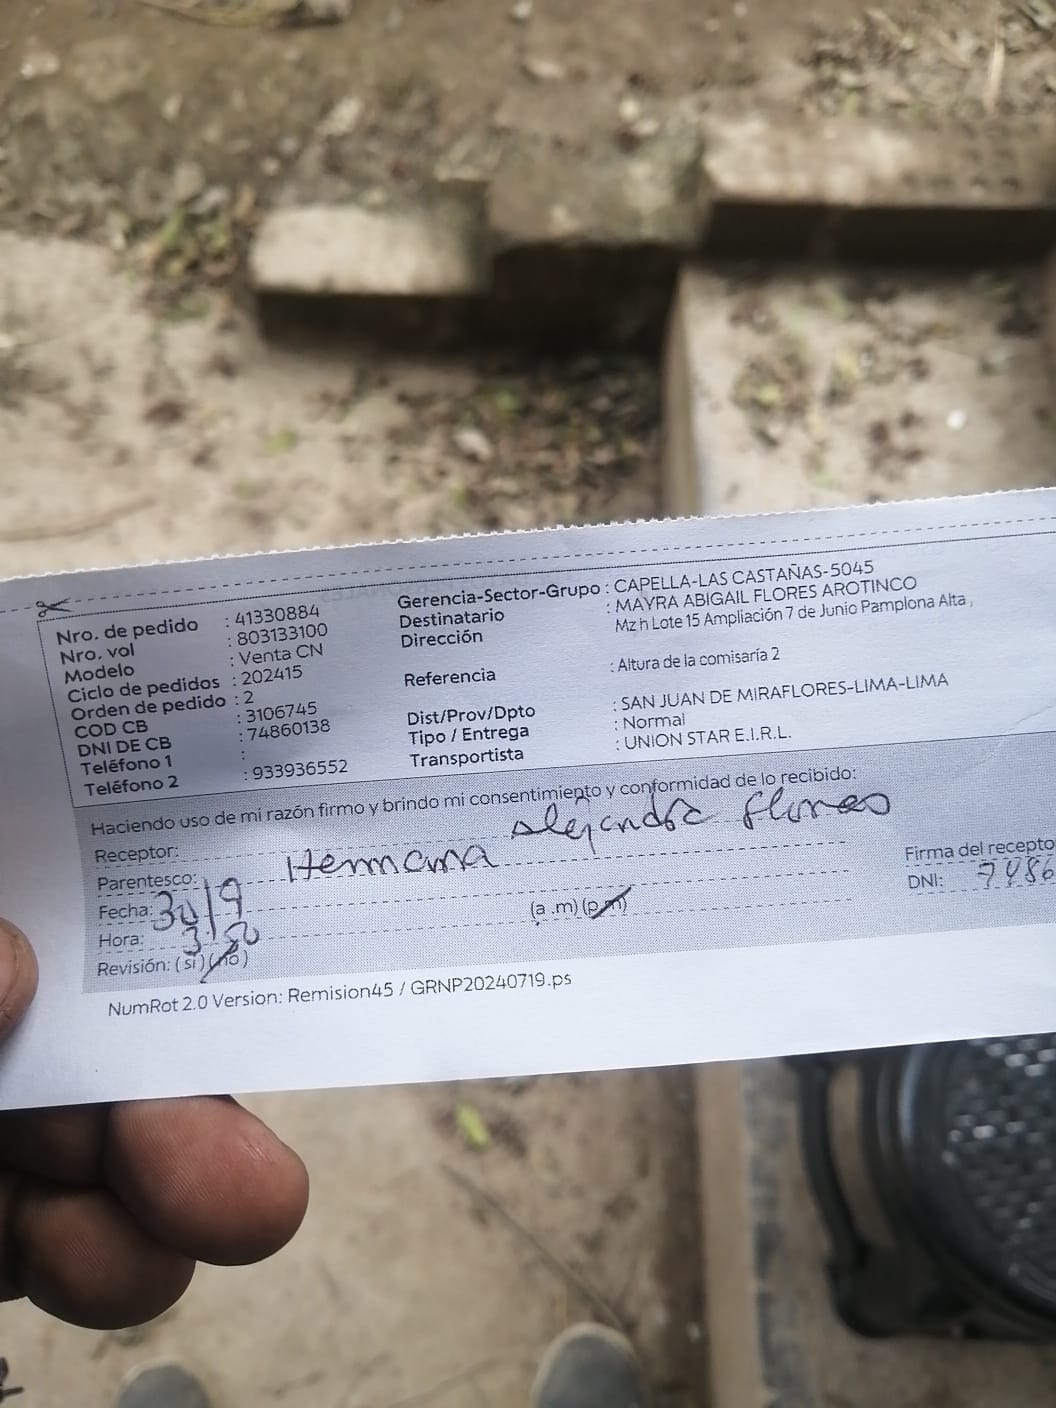 Nro. de pedido : 41330884
Nro. vol : 803133100
Modelo : Venta CN
Ciclo de pedidos : 202415
Orden de pedido : 2
COD CB : 3106745
DNI DE CB : 74860138
Teléfono 1 :
Teléfono 2 : 933936552
Gerencia-Sector-Grupo : CAPELLA-LAS CASTAÑAS-5045
Destinatario : MAYRA ABIGAIL FLORES AROTINCO
Dirección Mz h Lote 15 Ampliación 7 de Junio Pamplona Alta ,
Referencia : Altura de la comisaría 2
Dist/Prov/Dpto : SAN JUAN DE MIRAFLORES-LIMA-LIMA
Tipo / Entrega : Normal
Transportista : UNION STAR E.I.R.L.
Haciendo uso de mi razón firmo y brindo mi consentimiento y conformidad de lo recibido:
Receptor: Alejandra Flores
Parentesco: Hermana
Fecha: 30/9
Hora: 3:50 (a .m) (p.m)
Revisión: (si) (no)
Firma del recepto
DNI: 7486
NumRot 2.0 Version: Remision45 / GRNP20240719.ps